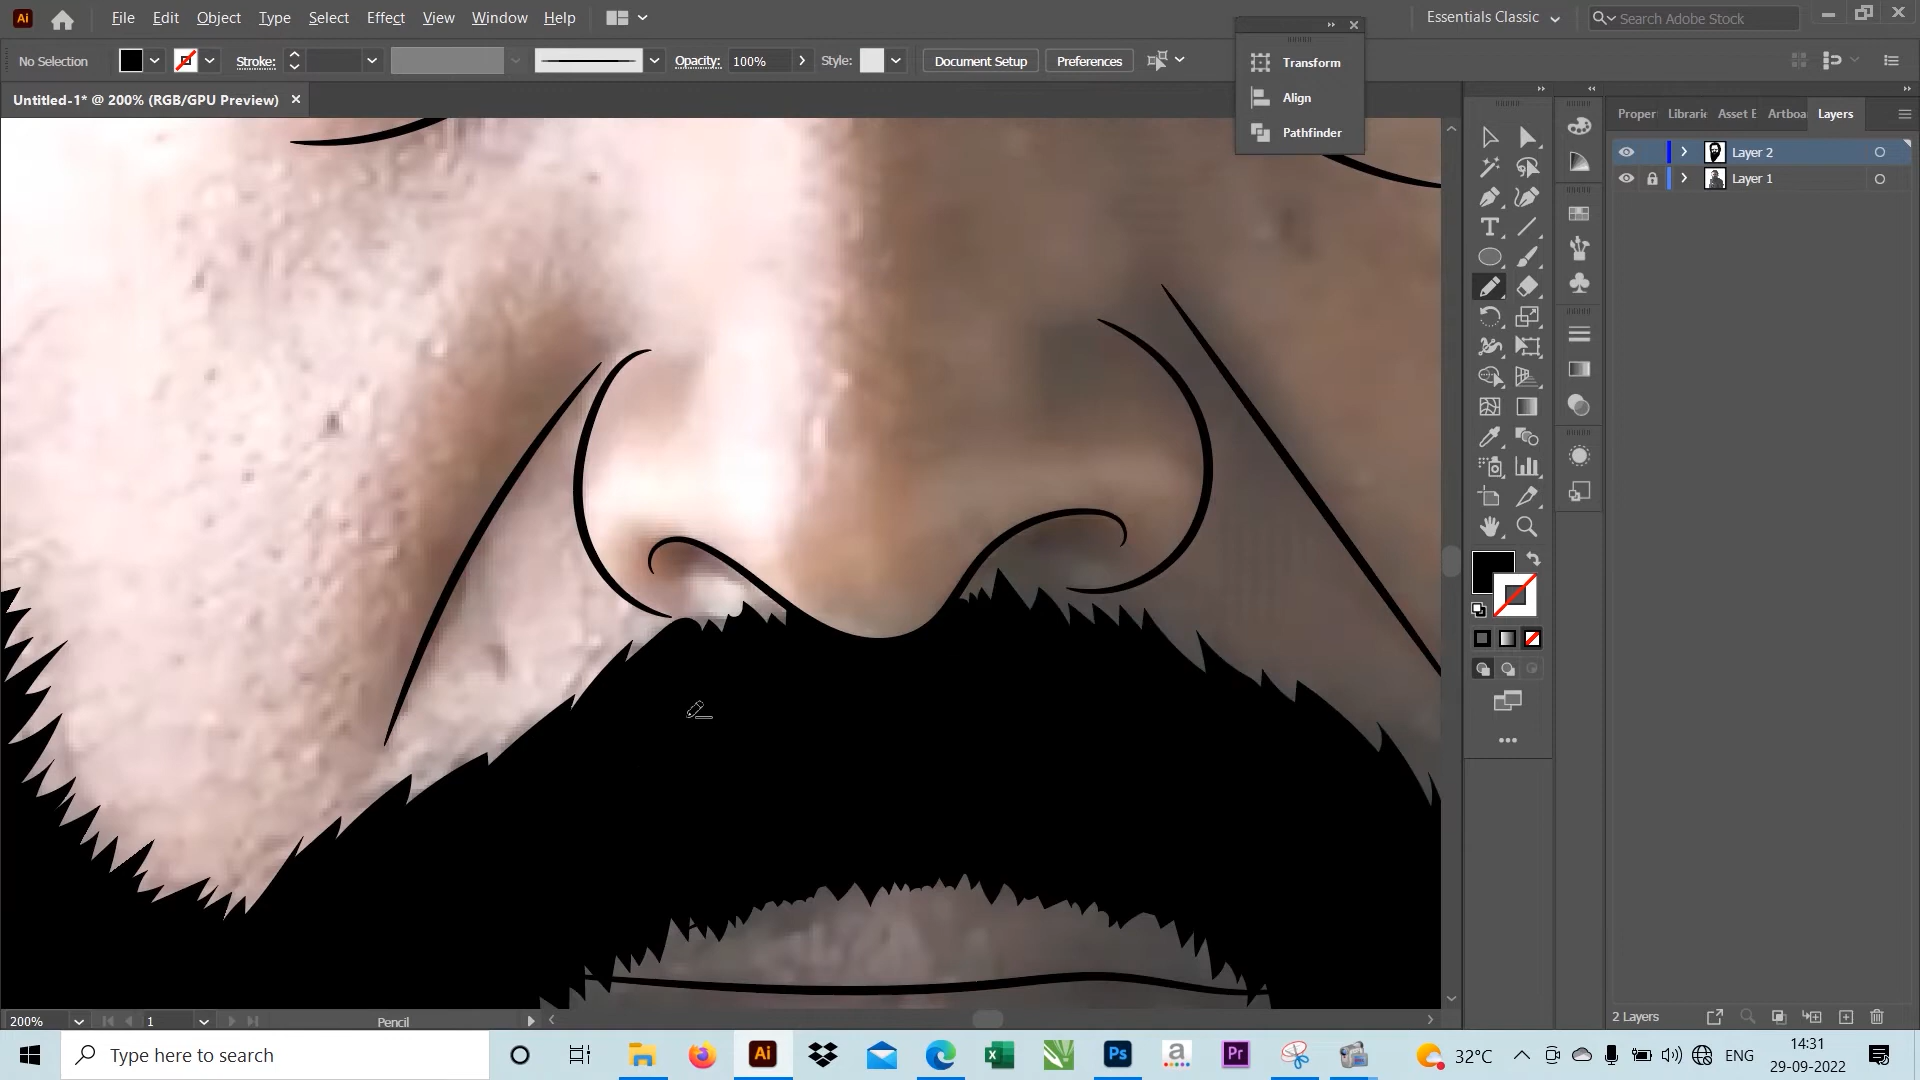 Ai File Edit Object Type Select Effect View Window Help Essentials Classic Search Adobe Stock
No Selection Stroke: Opacity: 100% Style: Document Setup Preferences
Transform
Align
Pathfinder
Untitled-1* @ 200% (RGB/GPU Preview)
Proper Librarie Asset E Artboa Layers
Layer 2
Layer 1
200% 1 Pencil 2 Layers
Type here to search Ai Ps a Pr 32°C ENG 14:31
29-09-2022